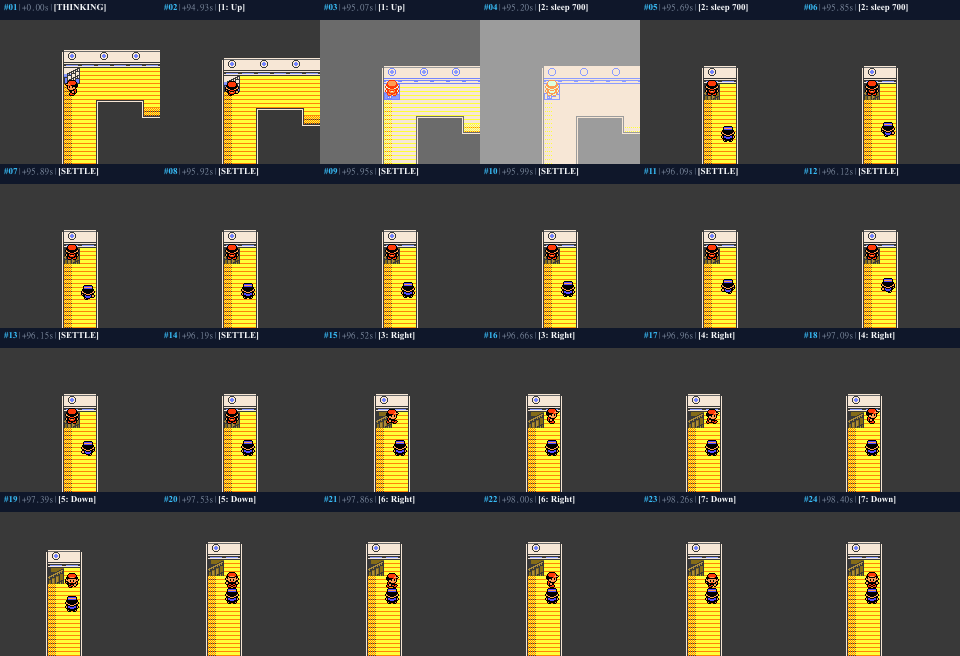 #01|+0.00s|[THINKING]
#02|+94.93s|[1: Up]
#03|+95.07s|[1: Up]
#04|+95.20s|[2: sleep 700]
#05|+95.69s|[2: sleep 700]
#06|+95.85s|[2: sleep 700]
#07|+95.89s|[SETTLE]
#08|+95.92s|[SETTLE]
#09|+95.95s|[SETTLE]
#10|+95.99s|[SETTLE]
#11|+96.09s|[SETTLE]
#12|+96.12s|[SETTLE]
#13|+96.15s|[SETTLE]
#14|+96.19s|[SETTLE]
#15|+96.52s|[3: Right]
#16|+96.66s|[3: Right]
#17|+96.96s|[4: Right]
#18|+97.09s|[4: Right]
#19|+97.39s|[5: Down]
#20|+97.53s|[5: Down]
#21|+97.86s|[6: Right]
#22|+98.00s|[6: Right]
#23|+98.26s|[7: Down]
#24|+98.40s|[7: Down]